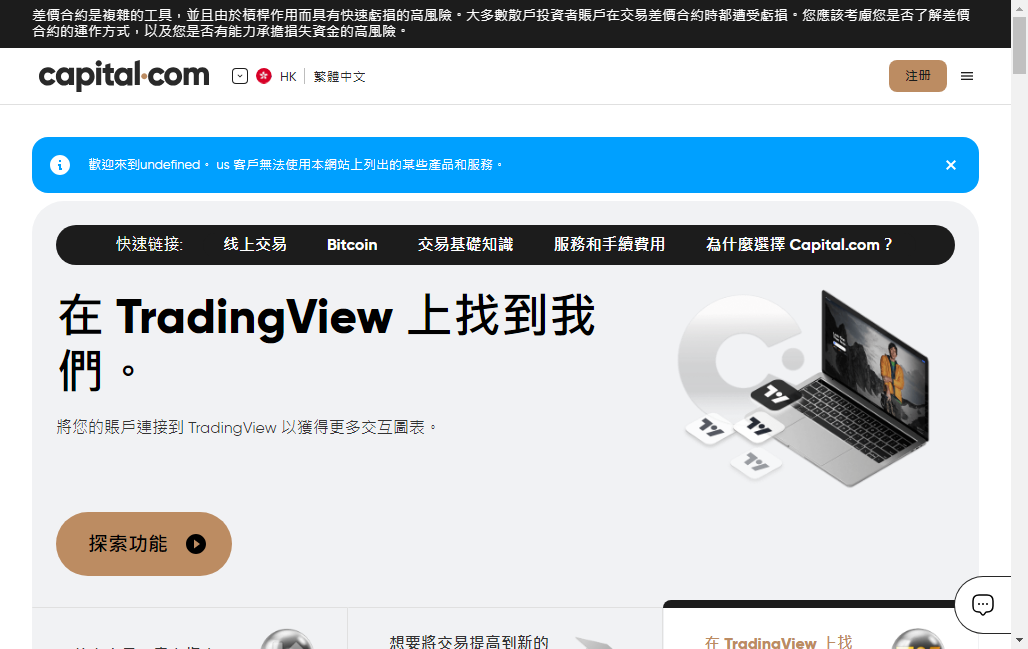 差價合約是複雜的工具，並且由於槓桿作用而具有快速虧損的高風險。大多數散戶投資者賬戶在交易差價合約時都遭受虧損。您應該考慮您是否了解差價
合約的運作方式，以及您是否有能力承擔損失資金的高風險。
capital.com
HK 繁體中文
注册
歡迎來到undefined。 us 客戶無法使用本網站上列出的某些產品和服務。
快速链接: 线上交易 Bitcoin 交易基礎知識 服務和手續費用 為什麼選擇 Capital.com？
在 TradingView 上找到我
們。
將您的賬戶連接到 TradingView 以獲得更多交互圖表。
探索功能
想要將交易提高到新的
在 TradingView 上找